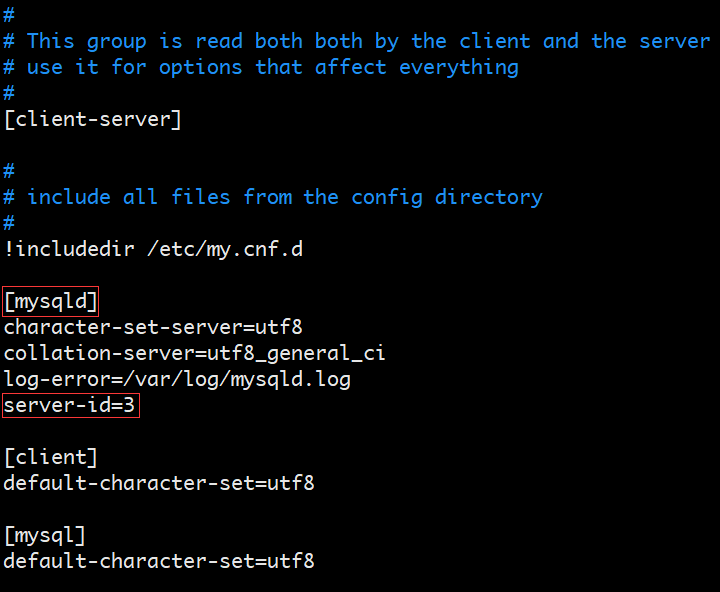 #
# This group is read both both by the client and the server
# use it for options that affect everything
#
[client-server]
#
# include all files from the config directory
#
!includedir /etc/my.cnf.d
[mysqld]
character-set-server=utf8
collation-server=utf8_general_ci
log-error=/var/log/mysqld.log
server-id=3
[client]
default-character-set=utf8
[mysql]
default-character-set=utf8